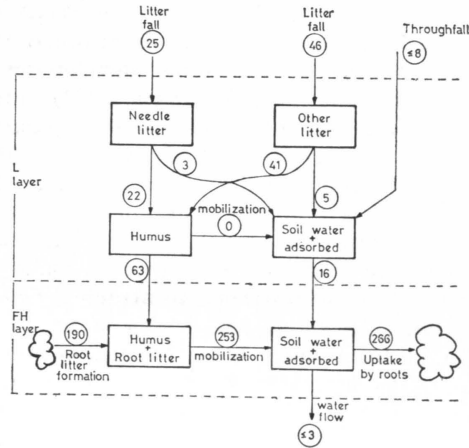 Litter
fall
25
Litter
fall
46
Throughfall
≤8
Needle
litter
Other
litter
L
layer
3
41
22
5
mobilization
0
Humus
Soil water
+
adsorbed
63
16
FH
layer
190
Root
litter
formation
Humus
+
Root litter
253
mobilization
Soil water
+
adsorbed
266
Uptake
by roots
water
flow
≤3